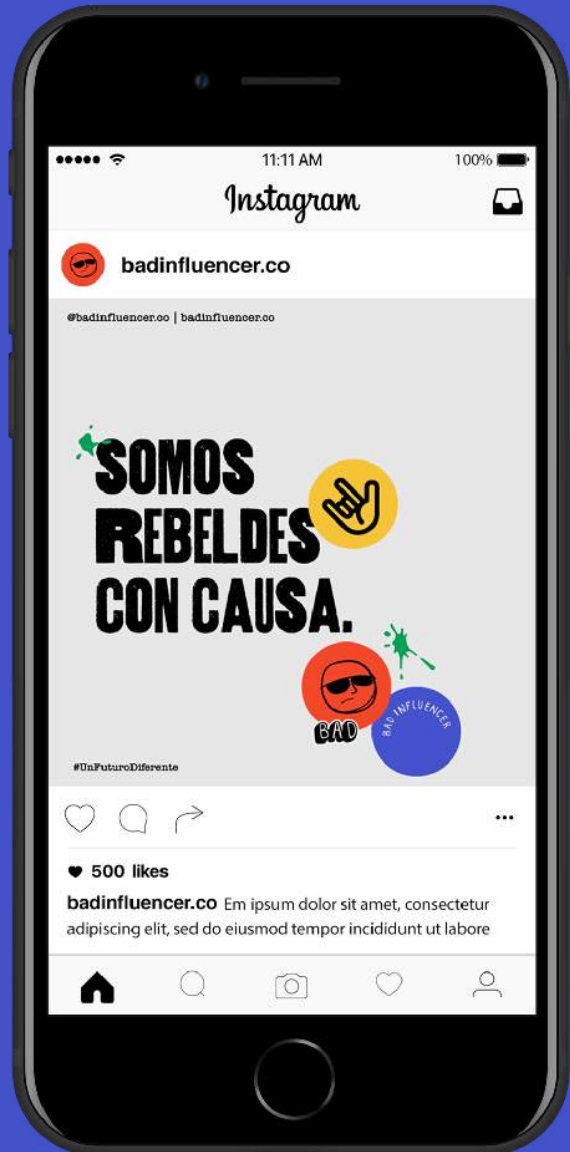 11:11 AM
100%
Instagram
badinfluencer.co
@badinfluencer.co | badinfluencer.co
SOMOS
REBELDES
CON CAUSA.
BAD
BAD INFLUENCER
#UnFuturoDiferente
500 likes
badinfluencer.co Em ipsum dolor sit amet, consectetur
adipiscing elit, sed do eiusmod tempor incididunt ut labore